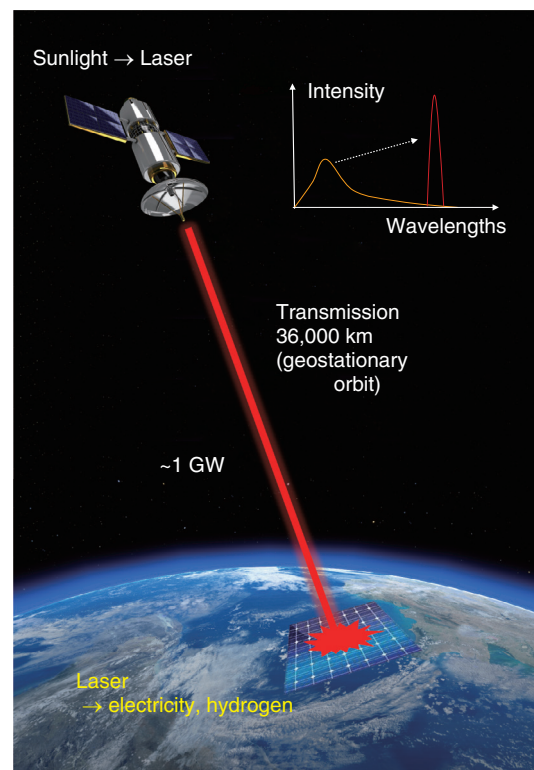 Sunlight → Laser
Intensity
Wavelengths
Transmission
36,000 km
(geostationary
orbit)
~1 GW
Laser
→ electricity, hydrogen